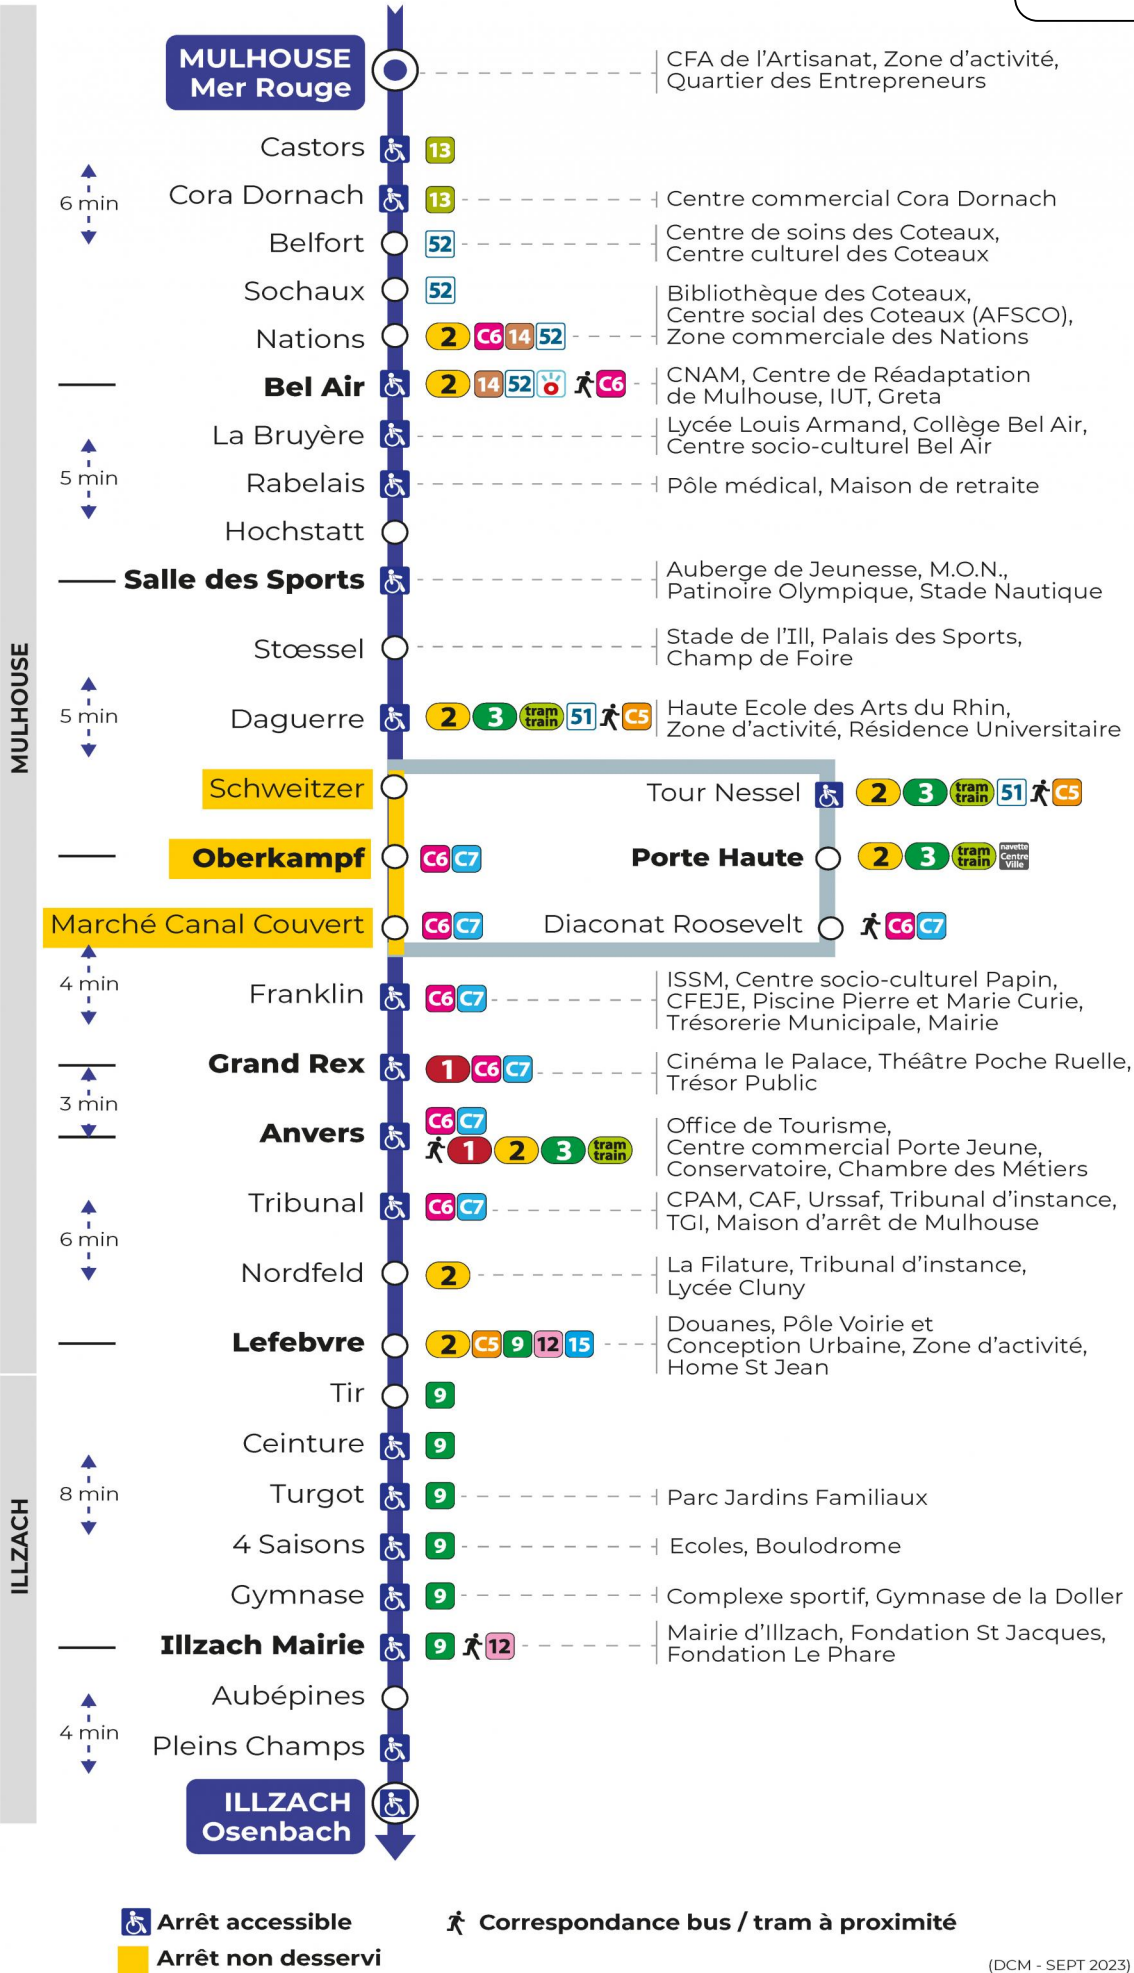 MULHOUSE
Mer Rouge
CFA de l’Artisanat, Zone d’activité,
Quartier des Entrepreneurs
Castors
13
6 min
Cora Dornach
13
Centre commercial Cora Dornach
Belfort
52
Centre de soins des Coteaux,
Centre culturel des Coteaux
Sochaux
52
Nations
2 C6 14 52
Bibliothèque des Coteaux,
Centre social des Coteaux (AFSCO),
Zone commerciale des Nations
Bel Air
2 14 52 C6
CNAM, Centre de Réadaptation
de Mulhouse, IUT, Greta
La Bruyère
Lycée Louis Armand, Collège Bel Air,
Centre socio-culturel Bel Air
5 min
Rabelais
Pôle médical, Maison de retraite
Hochstatt
Salle des Sports
Auberge de Jeunesse, M.O.N.,
Patinoire Olympique, Stade Nautique
MULHOUSE
Stœssel
Stade de l’Ill, Palais des Sports,
Champ de Foire
5 min
Daguerre
2 3 tram train 51 C5
Haute Ecole des Arts du Rhin,
Zone d’activité, Résidence Universitaire
Schweitzer
Tour Nessel
2 3 tram train 51 C5
Oberkampf
C6 C7
Porte Haute
2 3 tram train navette Centre Ville
Marché Canal Couvert
C6 C7
Diaconat Roosevelt
C6 C7
4 min
Franklin
C6 C7
ISSM, Centre socio-culturel Papin,
CFEJE, Piscine Pierre et Marie Curie,
Trésorerie Municipale, Mairie
Grand Rex
1 C6 C7
Cinéma le Palace, Théâtre Poche Ruelle,
Trésor Public
3 min
Anvers
C6 C7
1 2 3 tram train
Office de Tourisme,
Centre commercial Porte Jeune,
Conservatoire, Chambre des Métiers
Tribunal
C6 C7
CPAM, CAF, Urssaf, Tribunal d’instance,
TGI, Maison d’arrêt de Mulhouse
6 min
Nordfeld
2
La Filature, Tribunal d’instance,
Lycée Cluny
Lefebvre
2 C5 9 12 15
Douanes, Pôle Voirie et
Conception Urbaine, Zone d’activité,
Home St Jean
Tir
9
Ceinture
9
8 min
Turgot
9
Parc Jardins Familiaux
ILLZACH
4 Saisons
9
Ecoles, Boulodrome
Gymnase
9
Complexe sportif, Gymnase de la Doller
Illzach Mairie
9 12
Mairie d’Illzach, Fondation St Jacques,
Fondation Le Phare
Aubépines
4 min
Pleins Champs
ILLZACH
Osenbach
Arrêt accessible
Correspondance bus / tram à proximité
Arrêt non desservi
(DCM - SEPT 2023)